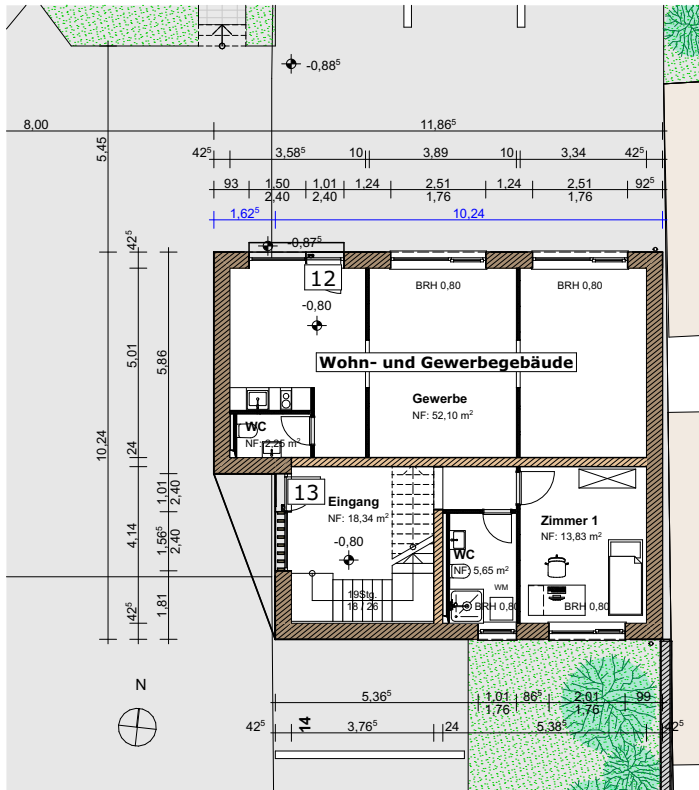 -0,88⁵
8,00
11,86⁵
5,45
42⁵ 3,58⁵ 10 3,89 10 3,34 42⁵
93 1,50 1,01 1,24 2,51 1,24 2,51 92⁵
2,40 2,40 1,76 1,76
1,62⁵ 10,24
42⁵
-0,87⁵
12
BRH 0,80 BRH 0,80
-0,80
5,01
5,86
Wohn- und Gewerbegebäude
Gewerbe
NF: 52,10 m²
WC
NF: 2,25 m²
10,24
24
13
1,01
2,40
Eingang
NF: 18,34 m²
Zimmer 1
NF: 13,83 m²
4,14
1,56⁵
2,40
-0,80
WC
NF: 5,65 m²
WM
19Stg.
18 / 26
BRH 0,80 BRH 0,80
1,81
42⁵
N
5,36⁵ 1,01 86⁵ 2,01 99
1,76 1,76
42⁵ 14 3,76⁵ 24 5,38⁵ 42⁵